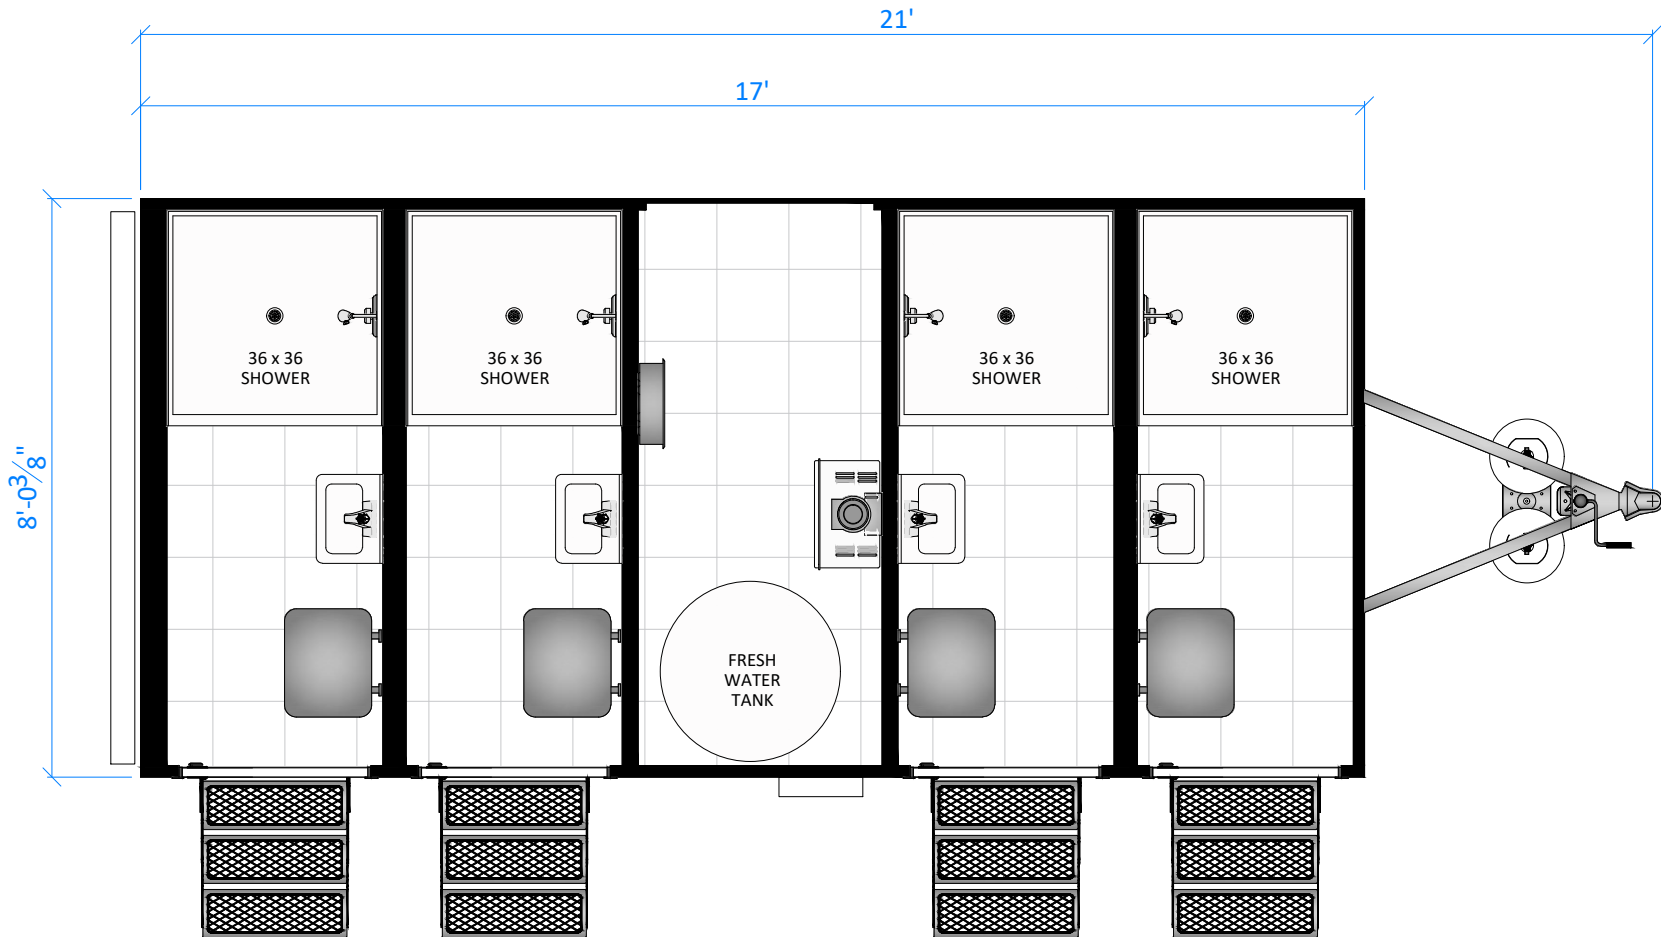 21'
17'
8'-0 3/8"
36 x 36
SHOWER
36 x 36
SHOWER
36 x 36
SHOWER
36 x 36
SHOWER
FRESH
WATER
TANK